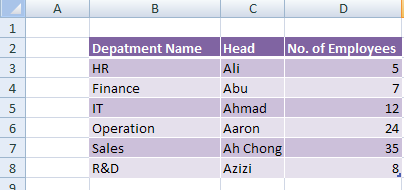 A B C D
1
2 Depatment Name Head No. of Employees
3 HR Ali 5
4 Finance Abu 7
5 IT Ahmad 12
6 Operation Aaron 24
7 Sales Ah Chong 35
8 R&D Azizi 8
9